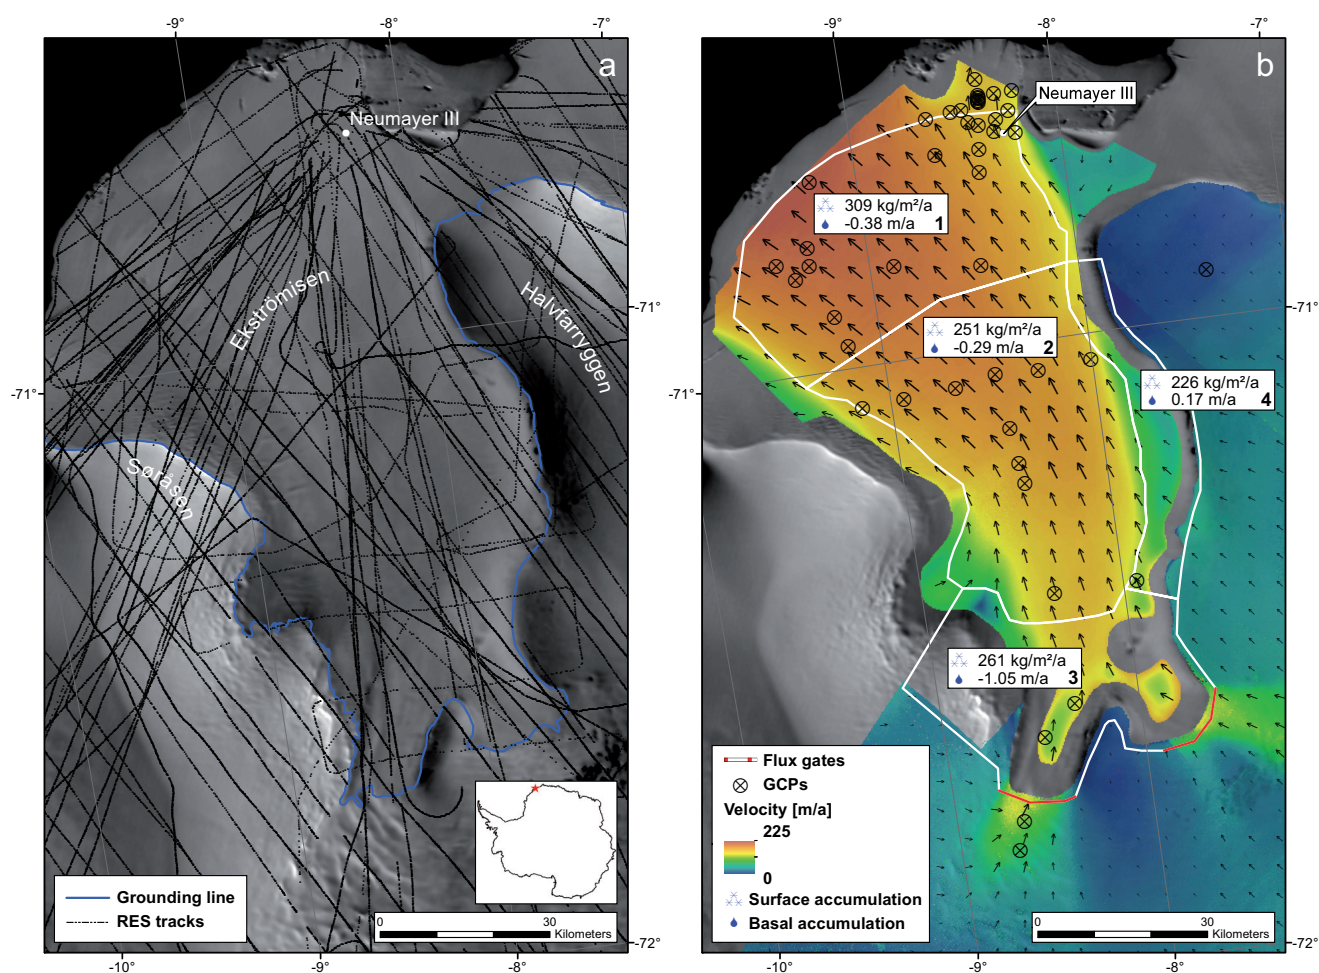 -9°
-8°
-7°
a
Neumayer III
Ekströmisen
Halvfarryggen
Søråsen
-71°
-71°
-72°
Grounding line
RES tracks
0
30
Kilometers
-10°
-9°
-8°
-9°
-8°
-7°
b
Neumayer III
309 kg/m²/a
-0.38 m/a
1
251 kg/m²/a
-0.29 m/a
2
226 kg/m²/a
0.17 m/a
4
261 kg/m²/a
-1.05 m/a
3
-71°
-71°
-72°
Flux gates
GCPs
Velocity [m/a]
225
0
Surface accumulation
Basal accumulation
0
30
Kilometers
-10°
-9°
-8°